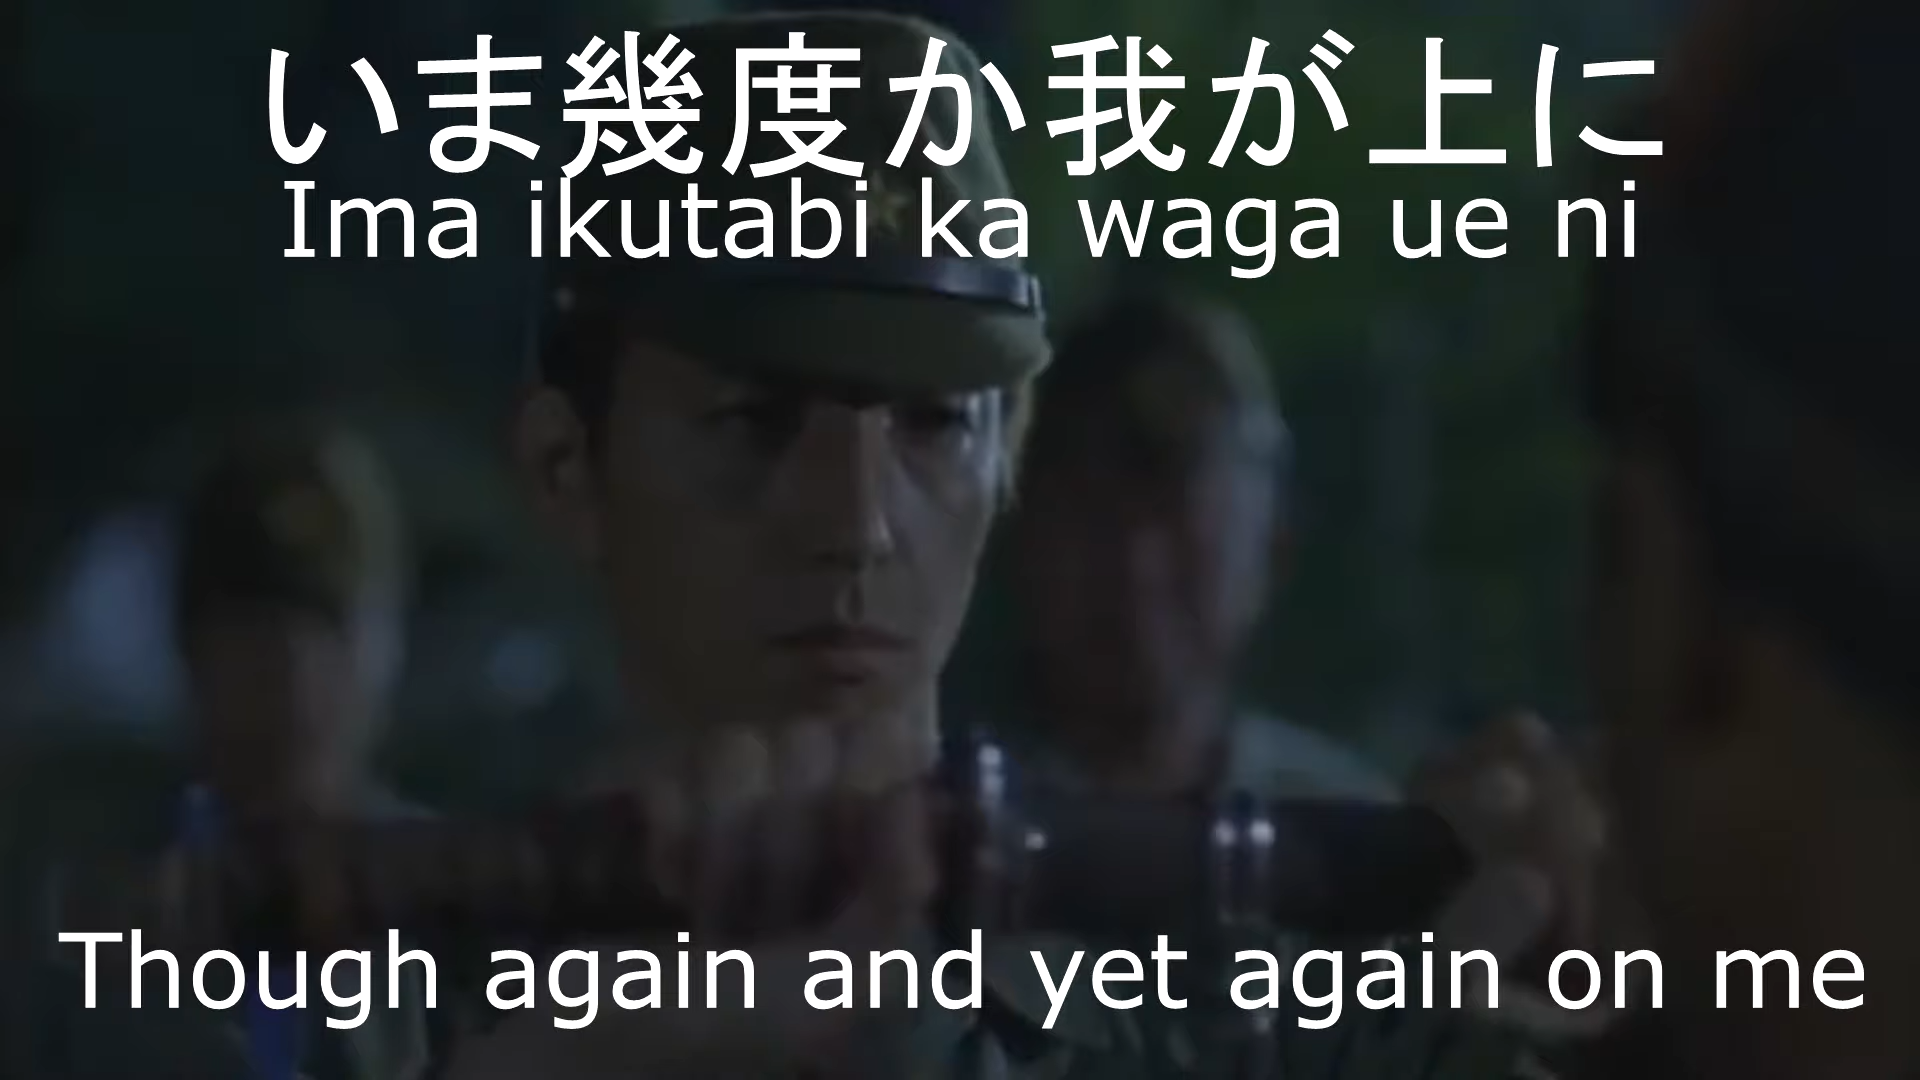 いま幾度か我が上に
Ima ikutabi ka waga ue ni
Though again and yet again on me